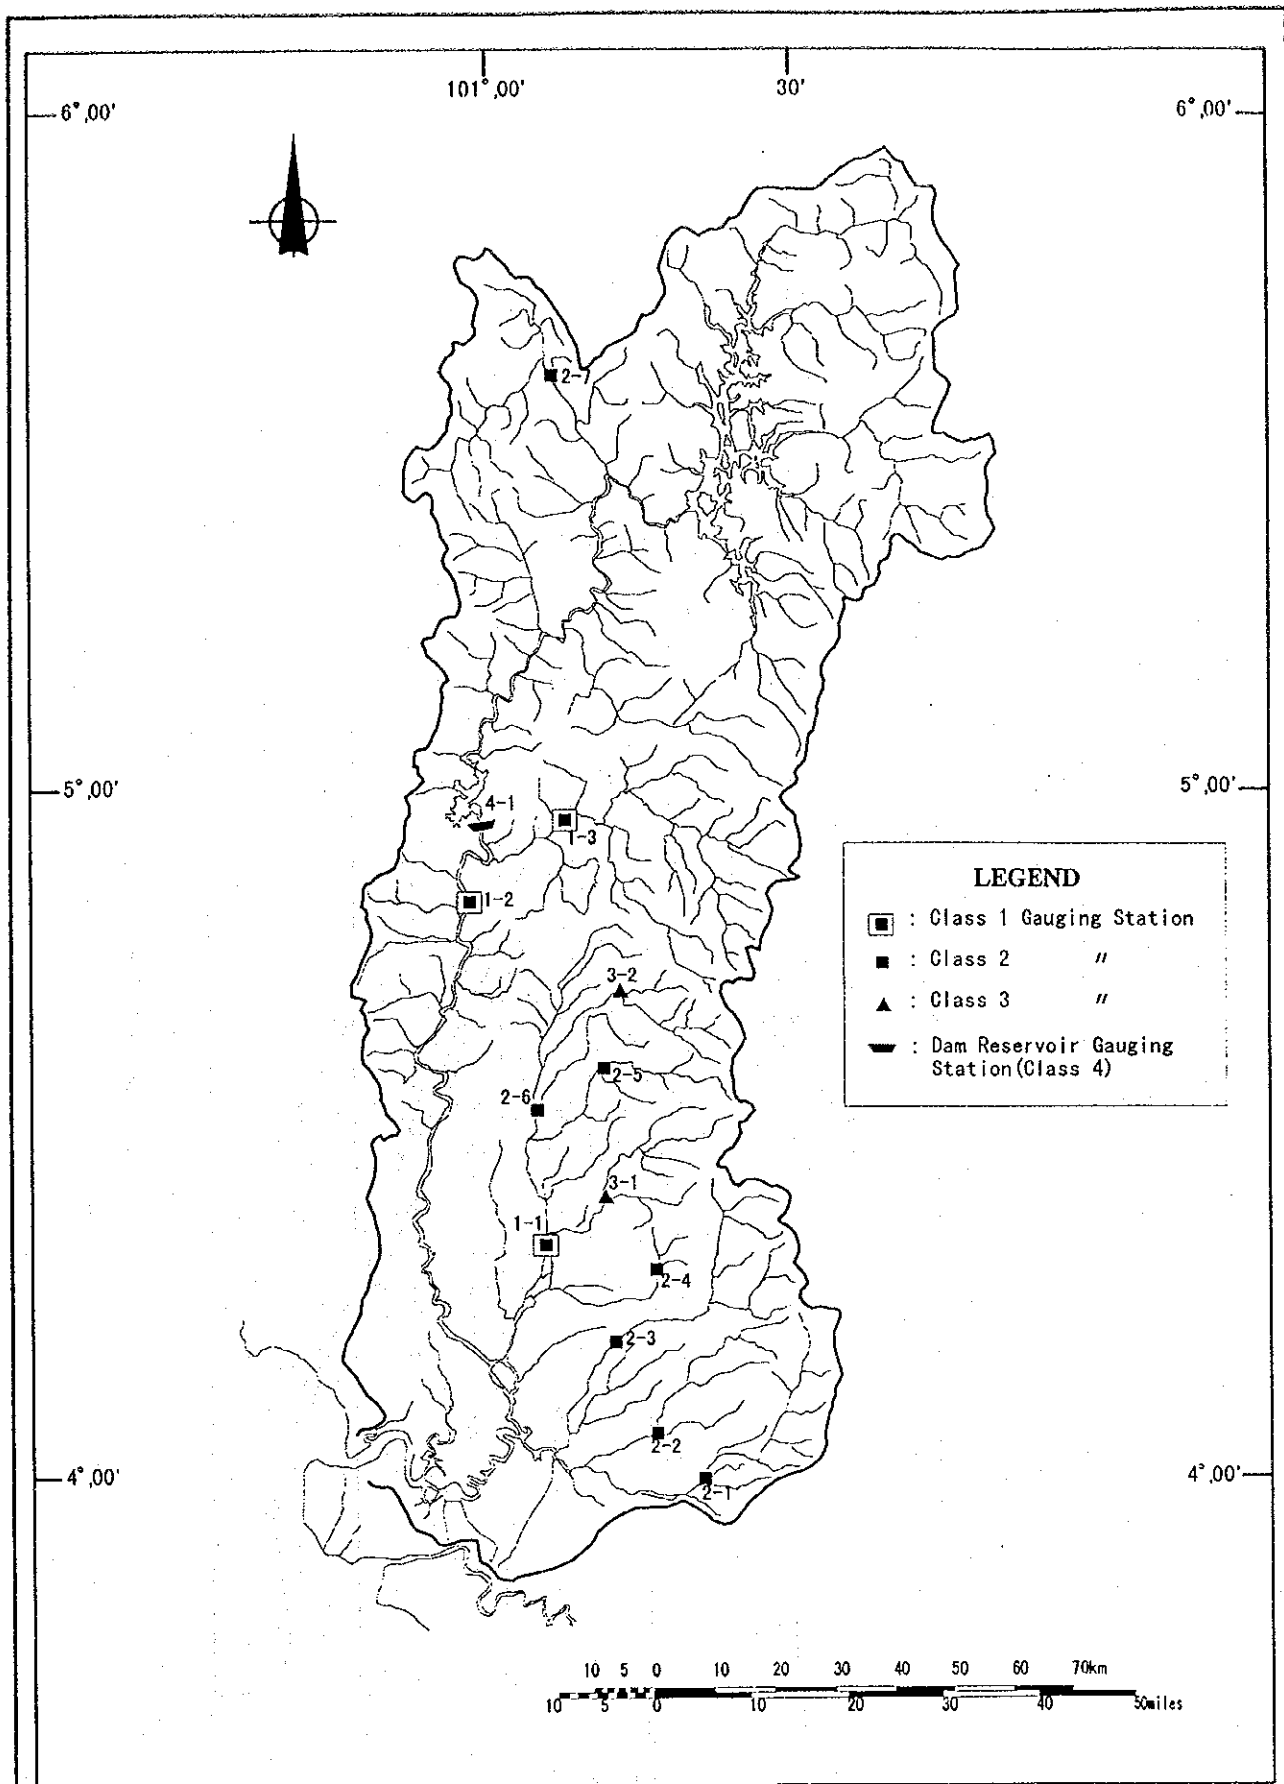 101°,00'
30'
6°,00'
6°,00'
2-7
5°,00'
5°,00'
4-1
1-3
1-2
LEGEND
: Class 1 Gauging Station
: Class 2 〃
: Class 3 〃
: Dam Reservoir Gauging
Station(Class 4)
3-2
2-5
2-6
3-1
1-1
2-4
2-3
2-2
2-1
4°,00'
4°,00'
10 5 0 10 20 30 40 50 60 70km
10 5 0 10 20 30 40 50miles